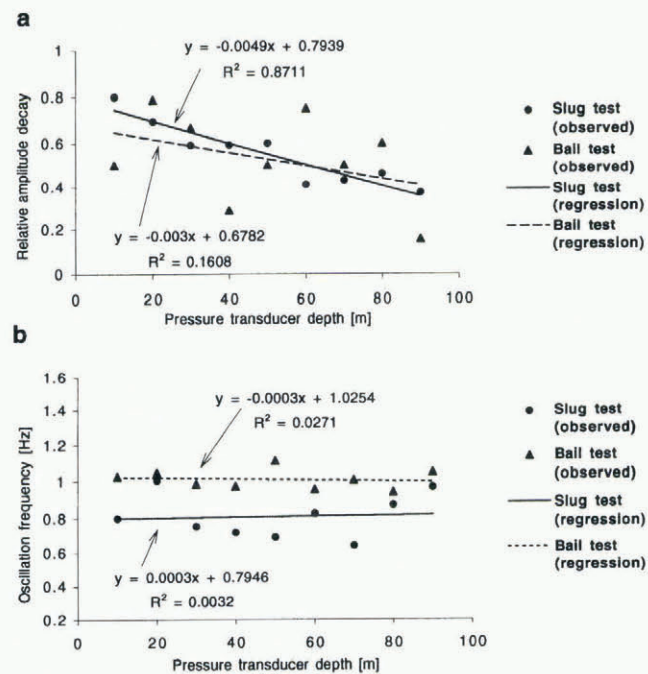 a
y = -0.0049x + 0.7939
R² = 0.8711
1
0.8
0.6
0.4
0.2
0
Relative amplitude decay
y = -0.003x + 0.6782
R² = 0.1608
0 20 40 60 80 100
Pressure transducer depth [m]
Slug test
(observed)
Bail test
(observed)
Slug test
(regression)
Bail test
(regression)
b
y = -0.0003x + 1.0254
R² = 0.0271
1.6
1.4
1.2
1
0.8
0.6
0.4
0.2
Oscillation frequency [Hz]
y = 0.0003x + 0.7946
R² = 0.0032
0 20 40 60 80 100
Pressure transducer depth [m]
Slug test
(observed)
Bail test
(observed)
Slug test
(regression)
Bail test
(regression)